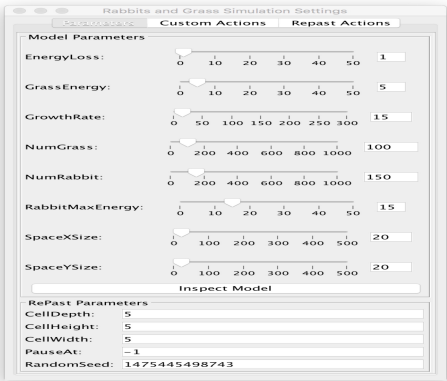 Rabbits and Grass Simulation Settings
Parameters Custom Actions Repast Actions
Model Parameters
EnergyLoss: 1
0 10 20 30 40 50
GrassEnergy: 5
0 10 20 30 40 50
GrowthRate: 15
0 50 100 150 200 250 300
NumGrass: 100
0 200 400 600 800 1000
NumRabbit: 150
0 200 400 600 800 1000
RabbitMaxEnergy: 15
0 10 20 30 40 50
SpaceXSize: 20
0 100 200 300 400 500
SpaceYSize: 20
0 100 200 300 400 500
Inspect Model
RePast Parameters
CellDepth: 5
CellHeight: 5
CellWidth: 5
PauseAt: -1
RandomSeed: 1475445498743